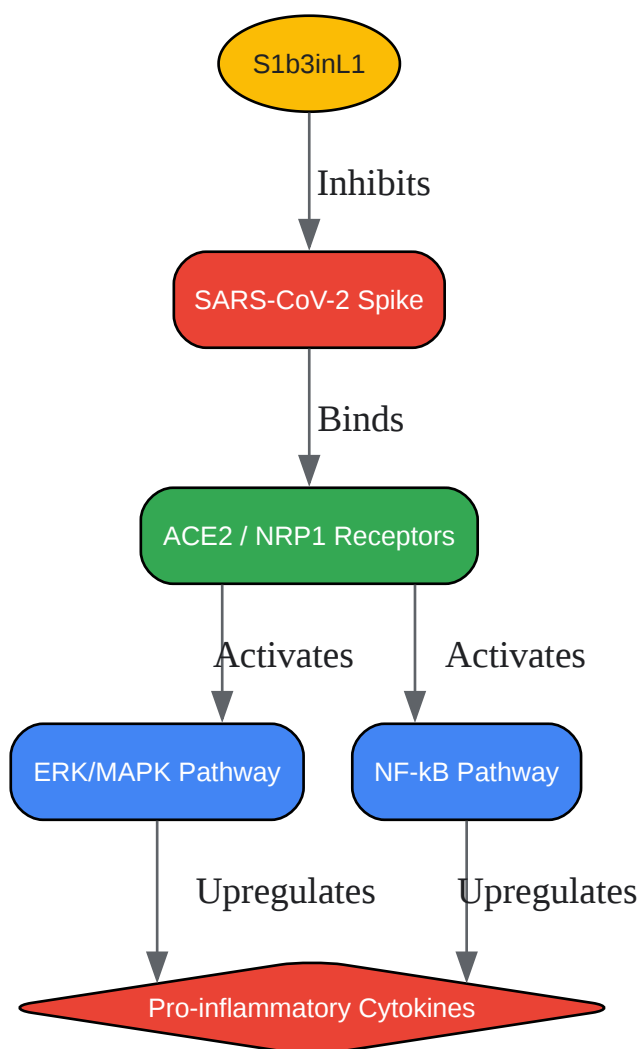 S1b3inL1
Inhibits
SARS-CoV-2 Spike
Binds
ACE2 / NRP1 Receptors
Activates
Activates
ERK/MAPK Pathway
NF-kB Pathway
Upregulates
Upregulates
Pro-inflammatory Cytokines